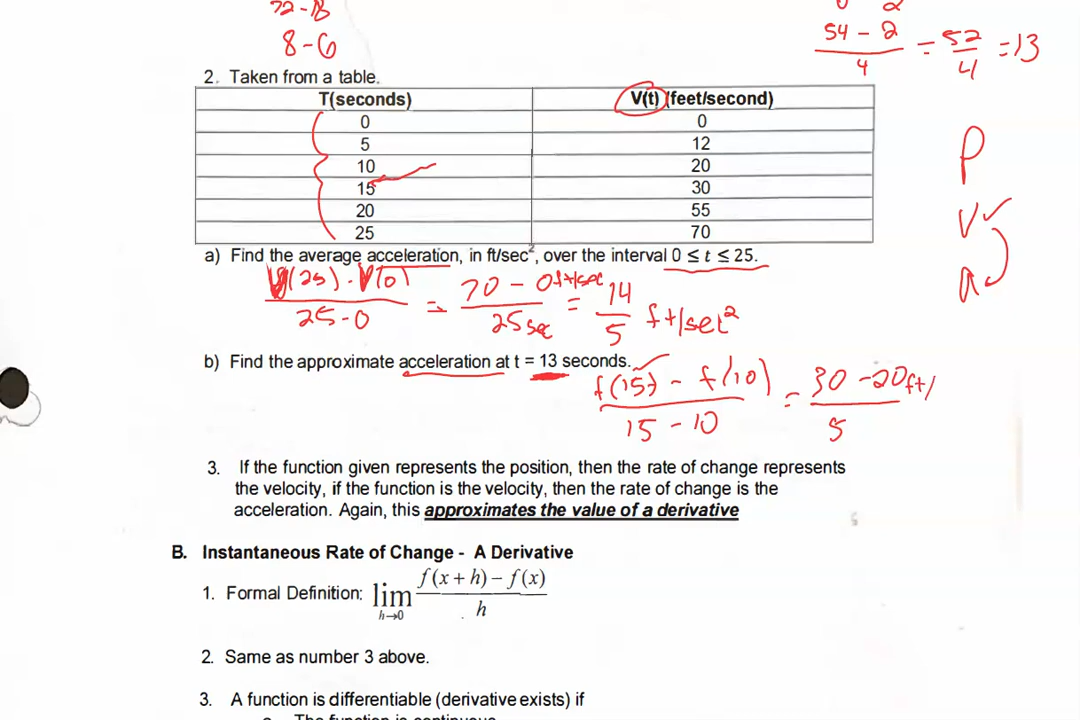 22-18
8-6
54 - 2
4
= 52
4
= 13
2. Taken from a table.
T(seconds) V(t) (feet/second)
0 0
5 12
10 20
15 30
20 55
25 70
P
V
a
a) Find the average acceleration, in ft/sec², over the interval 0 ≤ t ≤ 25.
V(25) - V(0)
25-0
= 70 - 0 ft/sec
25 sec
= 14
5 ft/sec²
b) Find the approximate acceleration at t = 13 seconds.
f(15) - f(10)
15 - 10
= 30 - 20 ft/
5
3. If the function given represents the position, then the rate of change represents
the velocity, if the function is the velocity, then the rate of change is the
acceleration. Again, this approximates the value of a derivative
B. Instantaneous Rate of Change - A Derivative
1. Formal Definition: lim h→0 f(x+h) – f(x)
h
2. Same as number 3 above.
3. A function is differentiable (derivative exists) if
a. The function is continuous